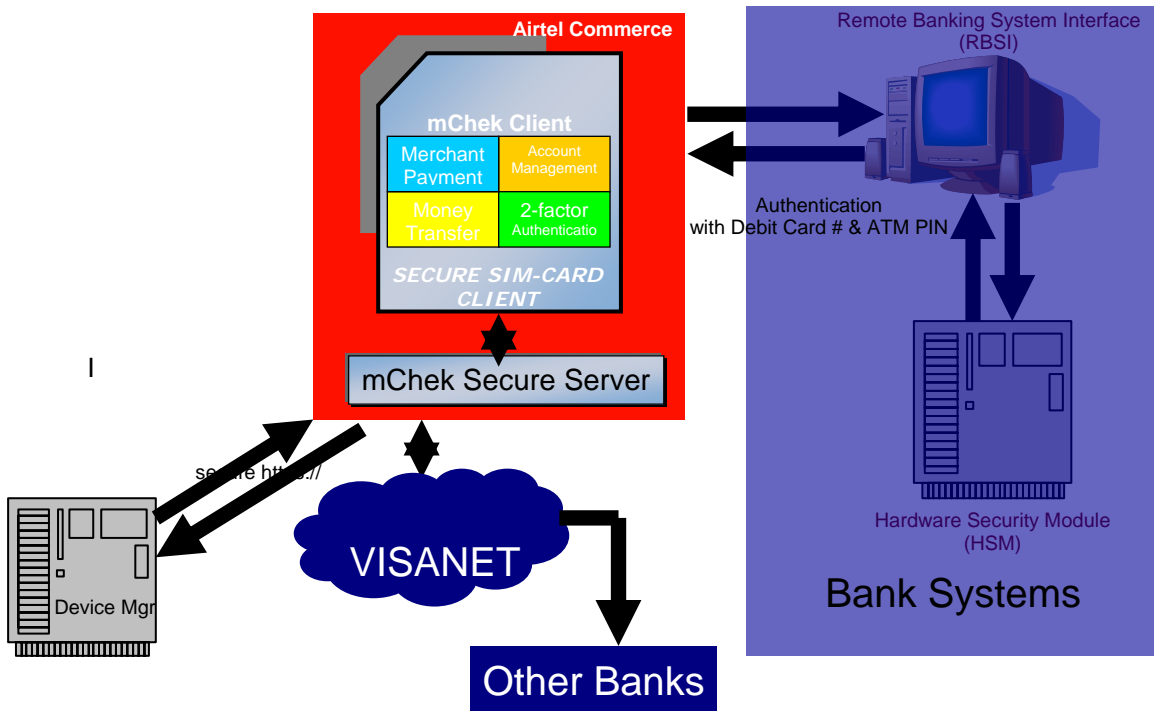 Airtel Commerce
Remote Banking System Interface
(RBSI)
mChek Client
Merchant
Payment
Account
Management
Money
Transfer
2-factor
Authenticatio
SECURE SIM-CARD
CLIENT
Authentication
with Debit Card # & ATM PIN
I
mChek Secure Server
secure https://
Hardware Security Module
(HSM)
VISANET
Bank Systems
Device Mgr
Other Banks